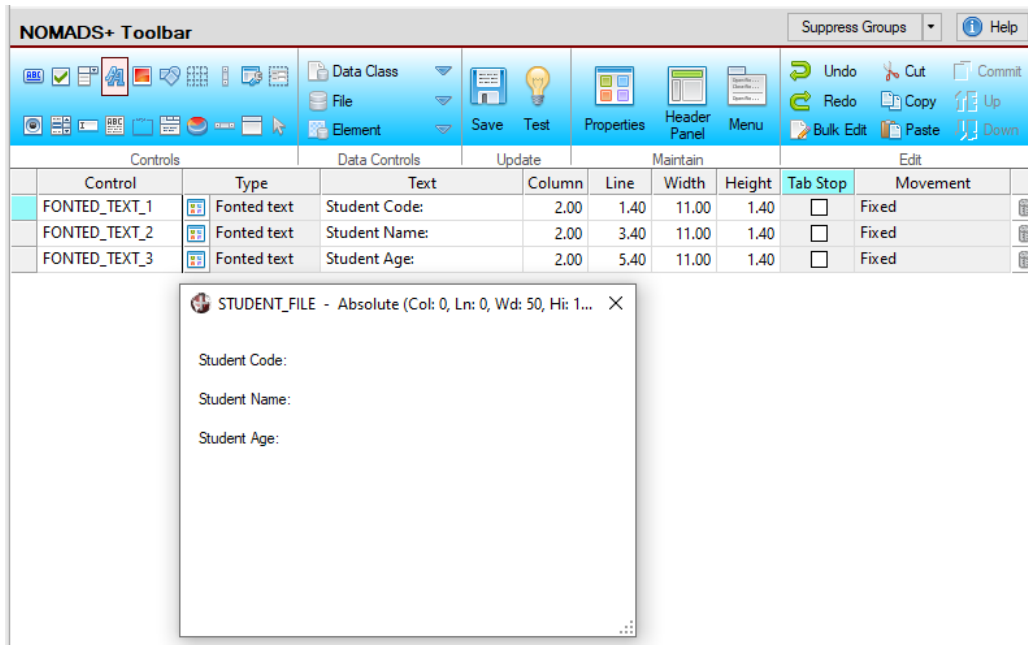 NOMADS+ Toolbar
Suppress Groups
Help
Data Class
File
Element
Save
Test
Properties
Header Panel
Menu
Undo
Cut
Commit
Redo
Copy
Up
Bulk Edit
Paste
Down
Controls
Data Controls
Update
Maintain
Edit
Control Type Text Column Line Width Height Tab Stop Movement
FONTED_TEXT_1 Fonted text Student Code: 2.00 1.40 11.00 1.40 Fixed
FONTED_TEXT_2 Fonted text Student Name: 2.00 3.40 11.00 1.40 Fixed
FONTED_TEXT_3 Fonted text Student Age: 2.00 5.40 11.00 1.40 Fixed
STUDENT_FILE - Absolute (Col: 0, Ln: 0, Wd: 50, Hi: 1...
Student Code:
Student Name:
Student Age: